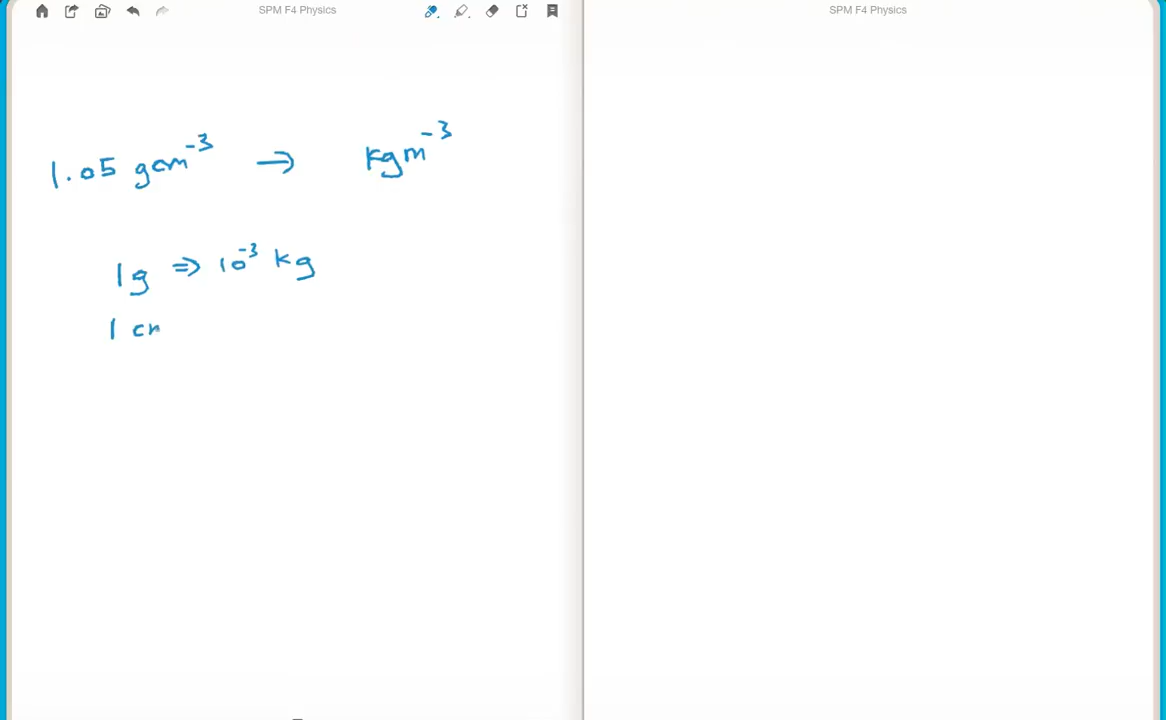 SPM F4 Physics
SPM F4 Physics
1.05 gcm⁻³ → kgm⁻³
1g ⇒ 10⁻³ kg
1 cm